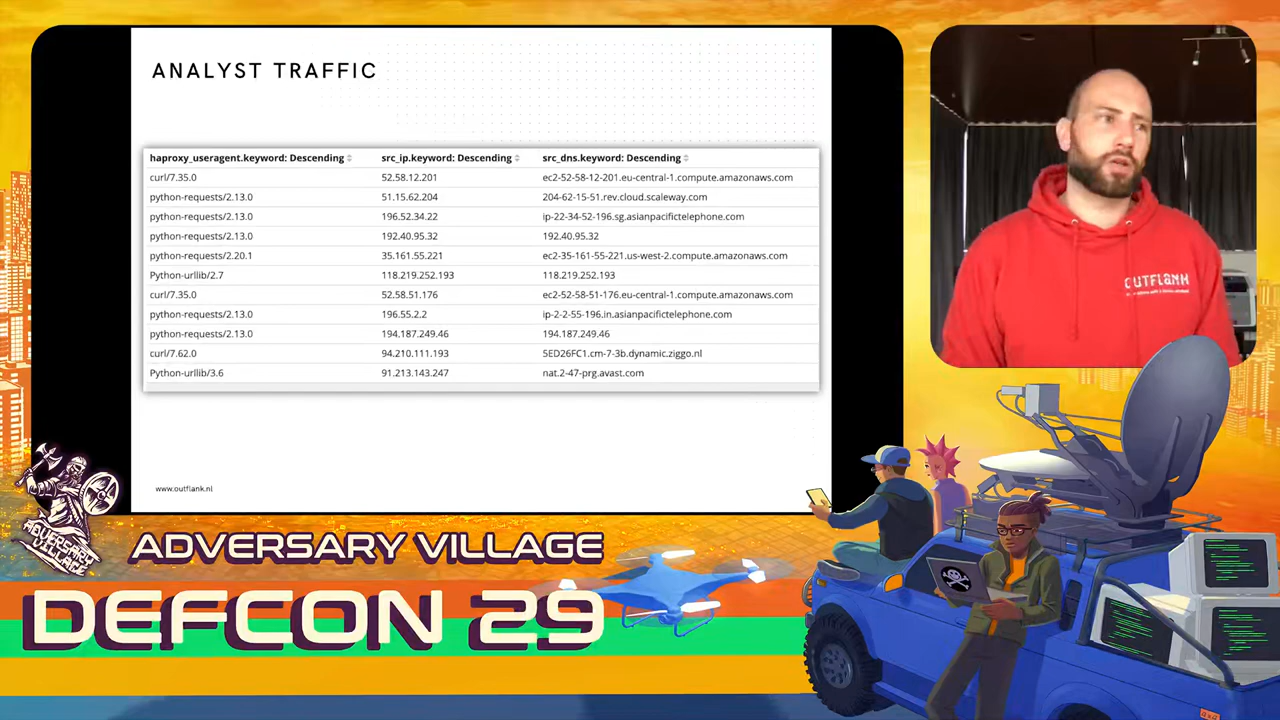 ANALYST TRAFFIC
haproxy_useragent.keyword: Descending src_ip.keyword: Descending src_dns.keyword: Descending
curl/7.35.0 52.58.12.201 ec2-52-58-12-201.eu-central-1.compute.amazonaws.com
python-requests/2.13.0 51.15.62.204 204-62-15-51.rev.cloud.scaleway.com
python-requests/2.13.0 196.52.34.22 ip-22-34-52-196.sg.asianpacifictelephone.com
python-requests/2.13.0 192.40.95.32 192.40.95.32
python-requests/2.20.1 35.161.55.221 ec2-35-161-55-221.us-west-2.compute.amazonaws.com
Python-urllib/2.7 118.219.252.193 118.219.252.193
curl/7.35.0 52.58.51.176 ec2-52-58-51-176.eu-central-1.compute.amazonaws.com
python-requests/2.13.0 196.55.2.2 ip-2-2-55-196.in.asianpacifictelephone.com
python-requests/2.13.0 194.187.249.46 194.187.249.46
curl/7.62.0 94.210.111.193 5ED26FC1.cm-7-3b.dynamic.ziggo.nl
Python-urllib/3.6 91.213.143.247 nat.2-47-prg.avast.com
www.outflank.nl
OUTFLANK
ADVERSARY VILLAGE
ADVERSARY VILLAGE
DEFCON 29